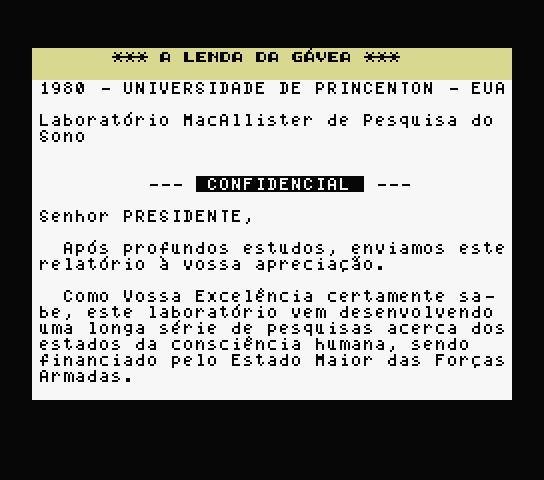 *** A LENDA DA GÁVEA ***
1980 - UNIVERSIDADE DE PRINCENTON - EUA
Laboratório MacAllister de Pesquisa do
Sono
--- CONFIDENCIAL ---
Senhor PRESIDENTE,
Após profundos estudos, enviamos este
relatório à vossa apreciação.
Como Vossa Excelência certamente sa-
be, este laboratório vem desenvolvendo
uma longa série de pesquisas acerca dos
estados da consciência humana, sendo
financiado pelo Estado Maior das Forças
Armadas.